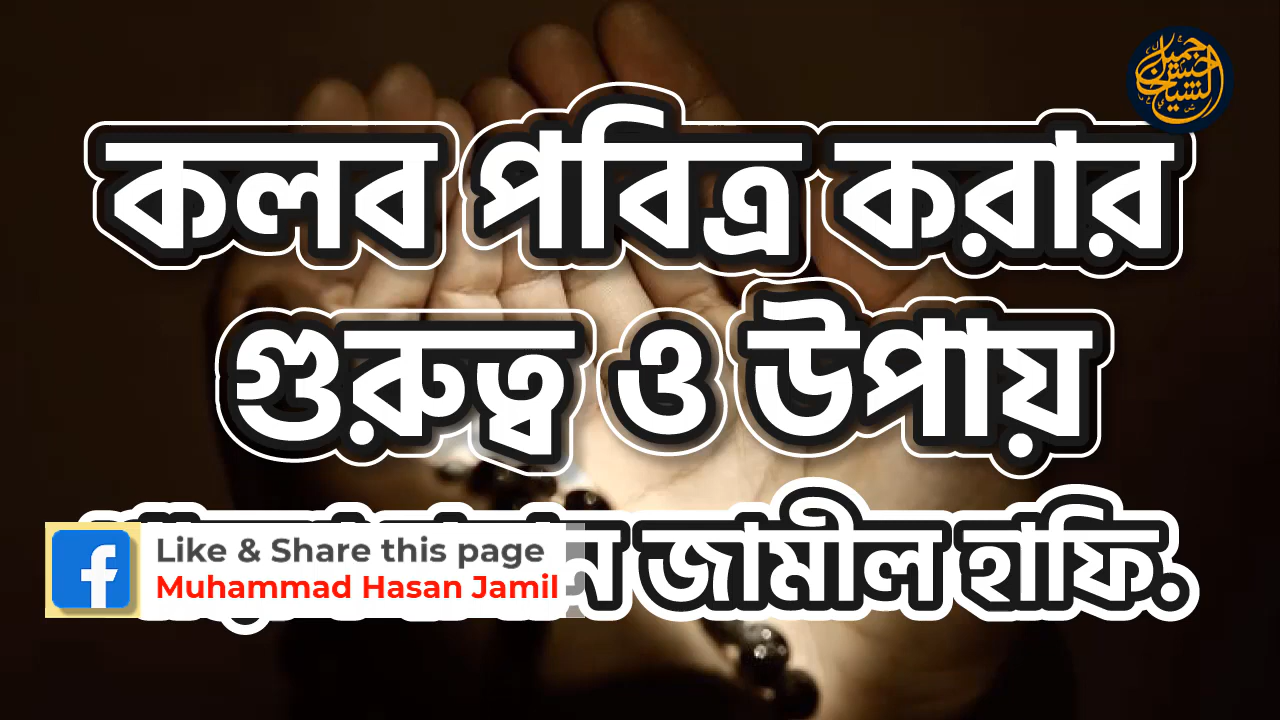 কলব পবিত্র করার
গুরুত্ব ও উপায়
জামীল হাফি.
Like & Share this page
Muhammad Hasan Jamil